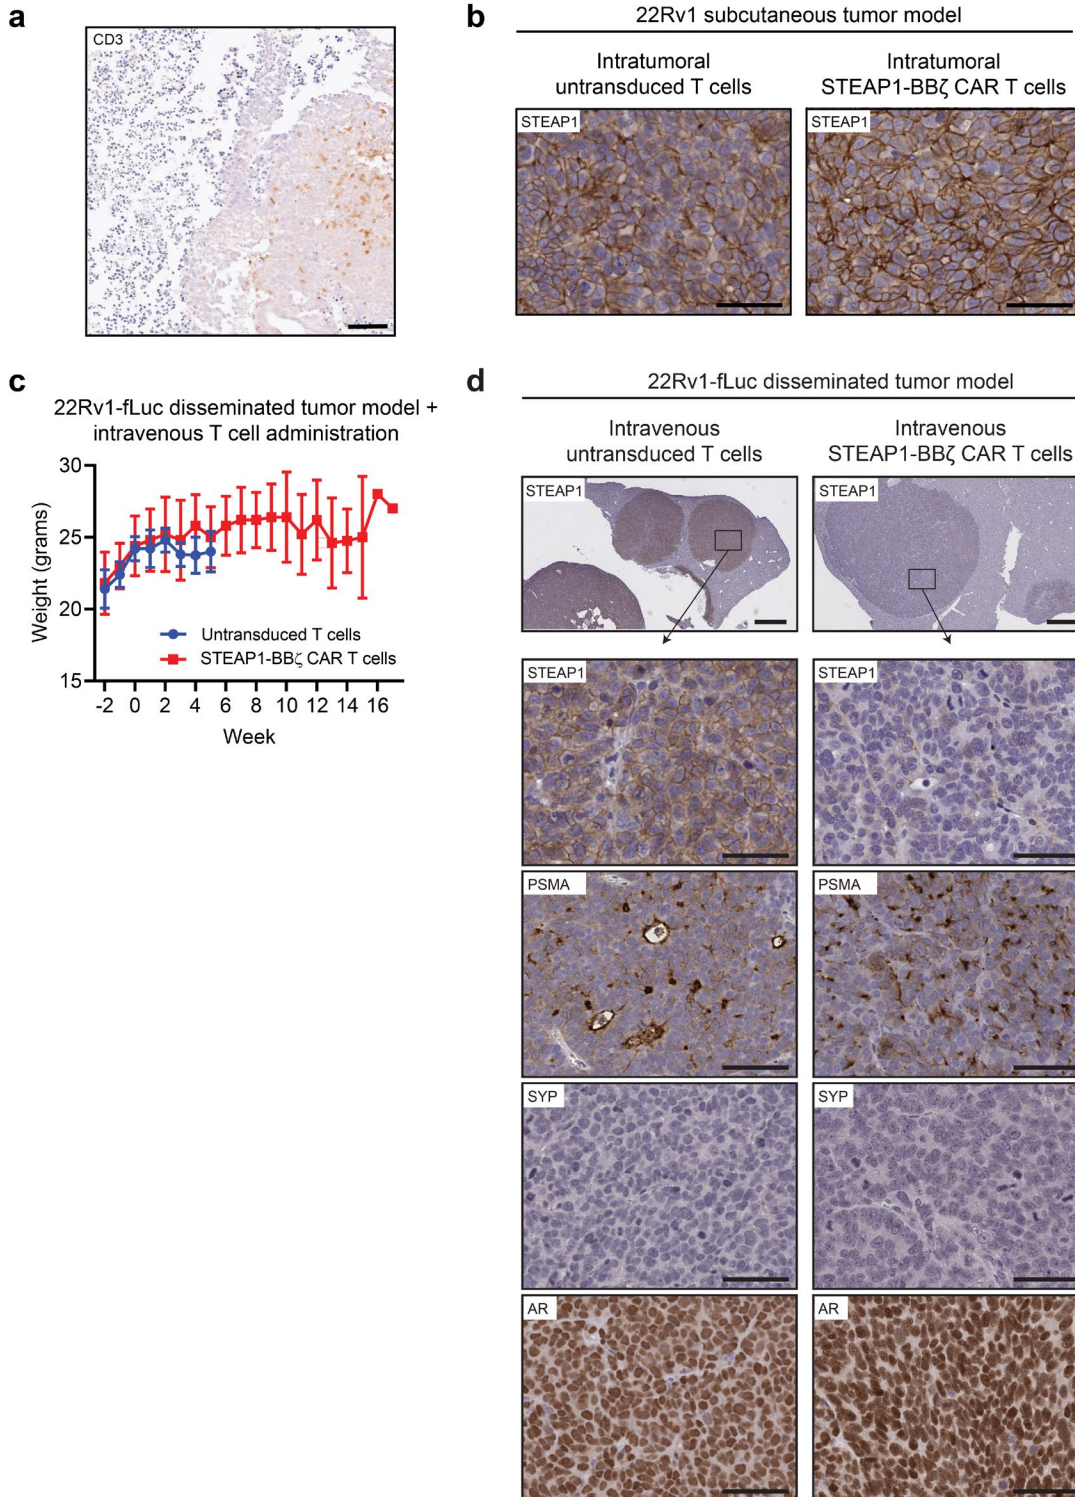 a
CD3
b
22Rv1 subcutaneous tumor model
Intratumoral
untransduced T cells
Intratumoral
STEAP1-BBζ CAR T cells
STEAP1
STEAP1
c
22Rv1-fLuc disseminated tumor model +
intravenous T cell administration
30
25
20
15
Weight (grams)
Untransduced T cells
STEAP1-BBζ CAR T cells
-2 0 2 4 6 8 10 12 14 16
Week
d
22Rv1-fLuc disseminated tumor model
Intravenous
untransduced T cells
Intravenous
STEAP1-BBζ CAR T cells
STEAP1
STEAP1
STEAP1
STEAP1
PSMA
PSMA
SYP
SYP
AR
AR